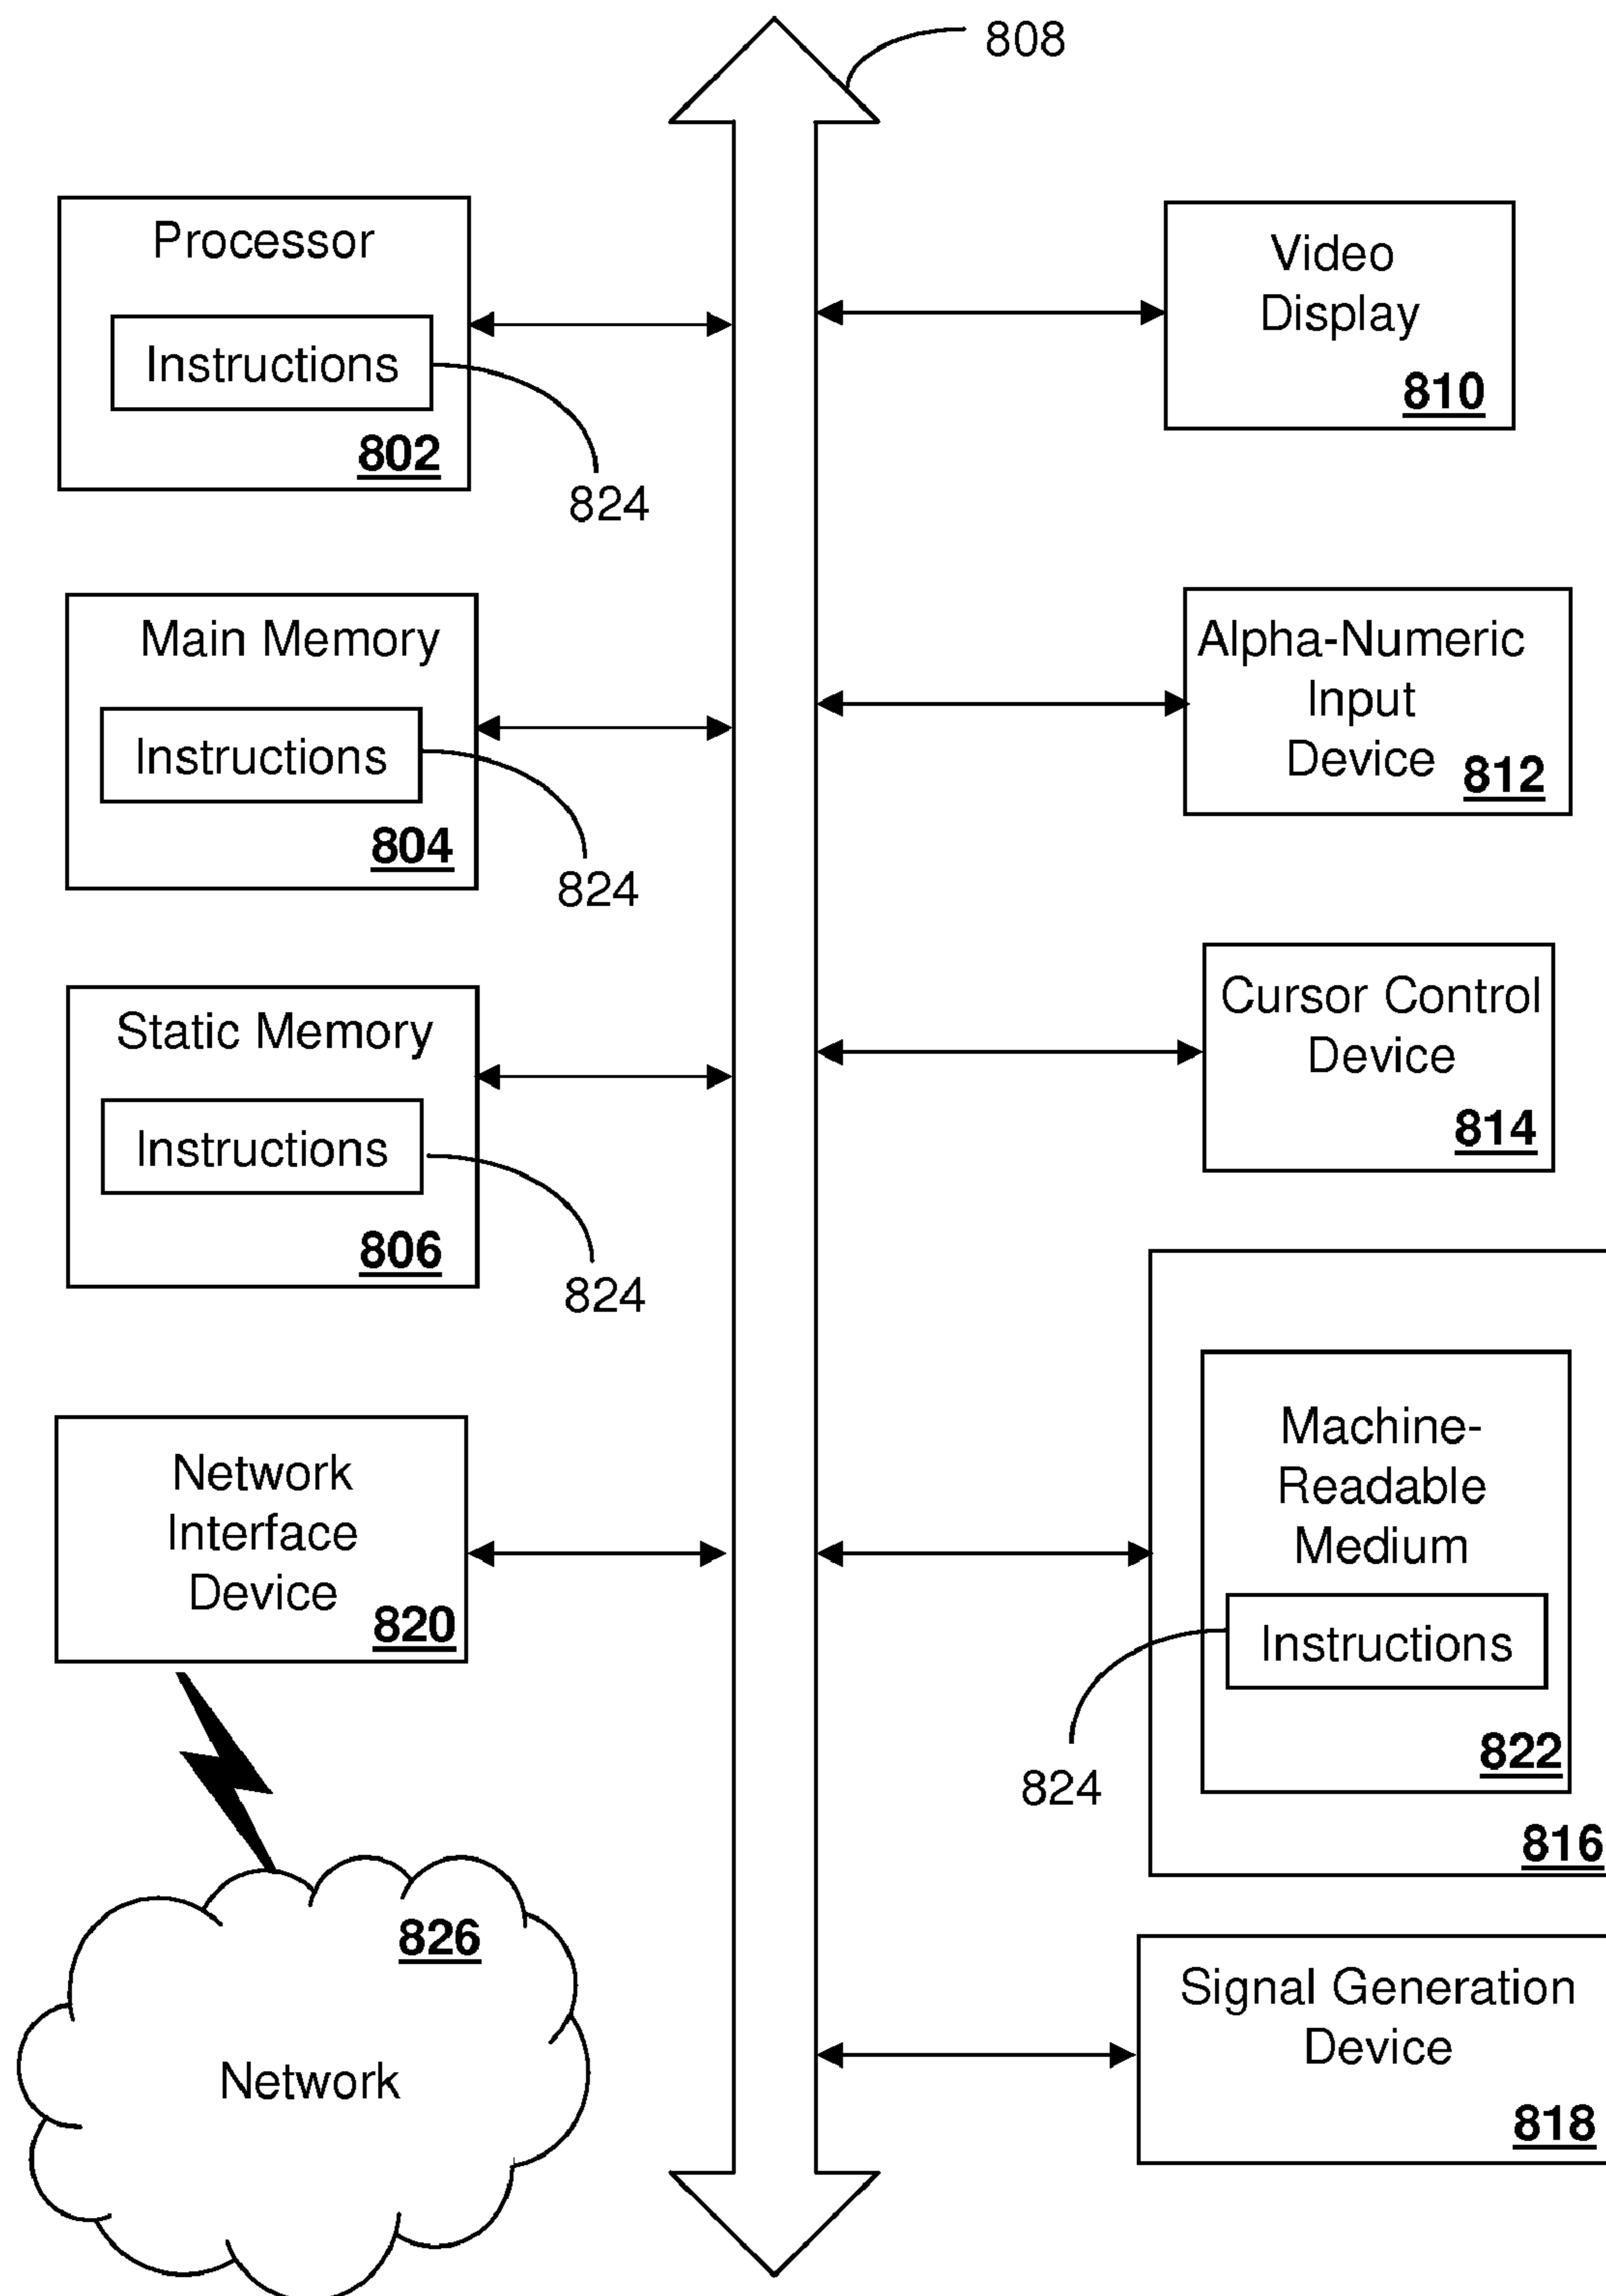 808
Processor
Instructions
802
824
Main Memory
Instructions
804
824
Static Memory
Instructions
806
824
Network
Interface
Device
820
826
Network
Video
Display
810
Alpha-Numeric
Input
Device
812
Cursor Control
Device
814
Machine-
Readable
Medium
Instructions
822
824
816
Signal Generation
Device
818